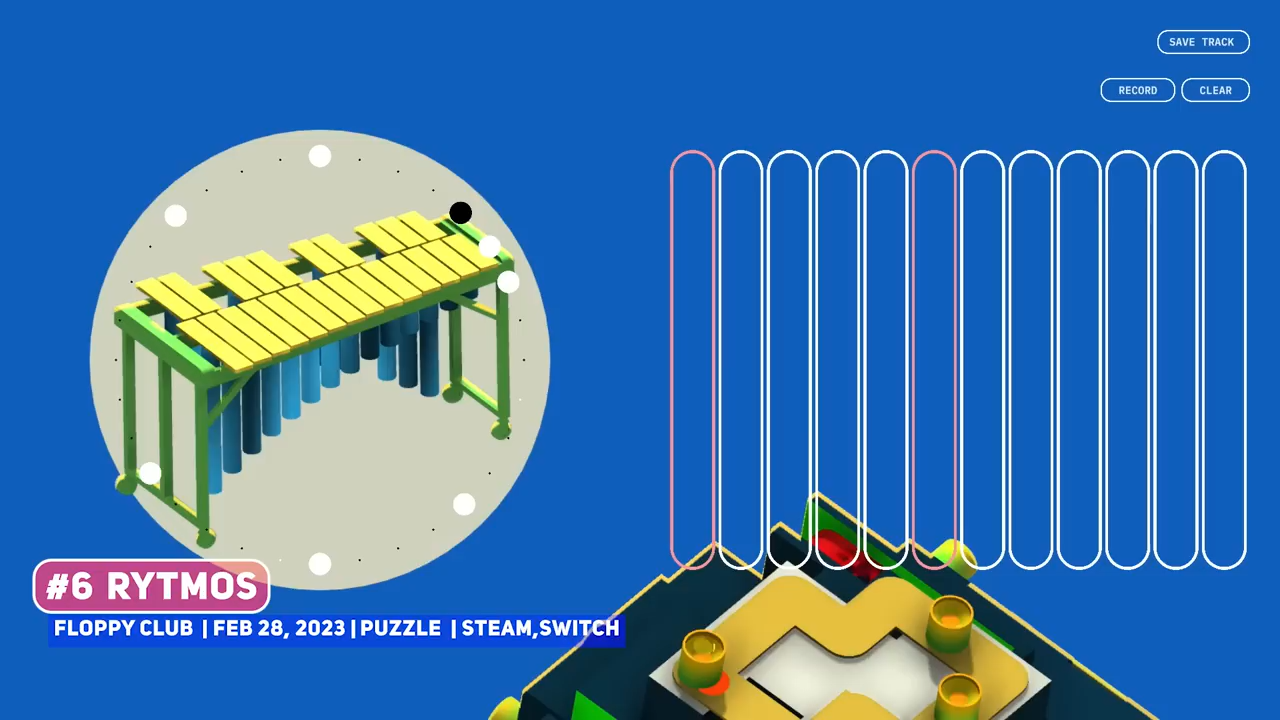 SAVE TRACK
RECORD CLEAR
#6 RYTMOS
FLOPPY CLUB | FEB 28, 2023 | PUZZLE | STEAM,SWITCH